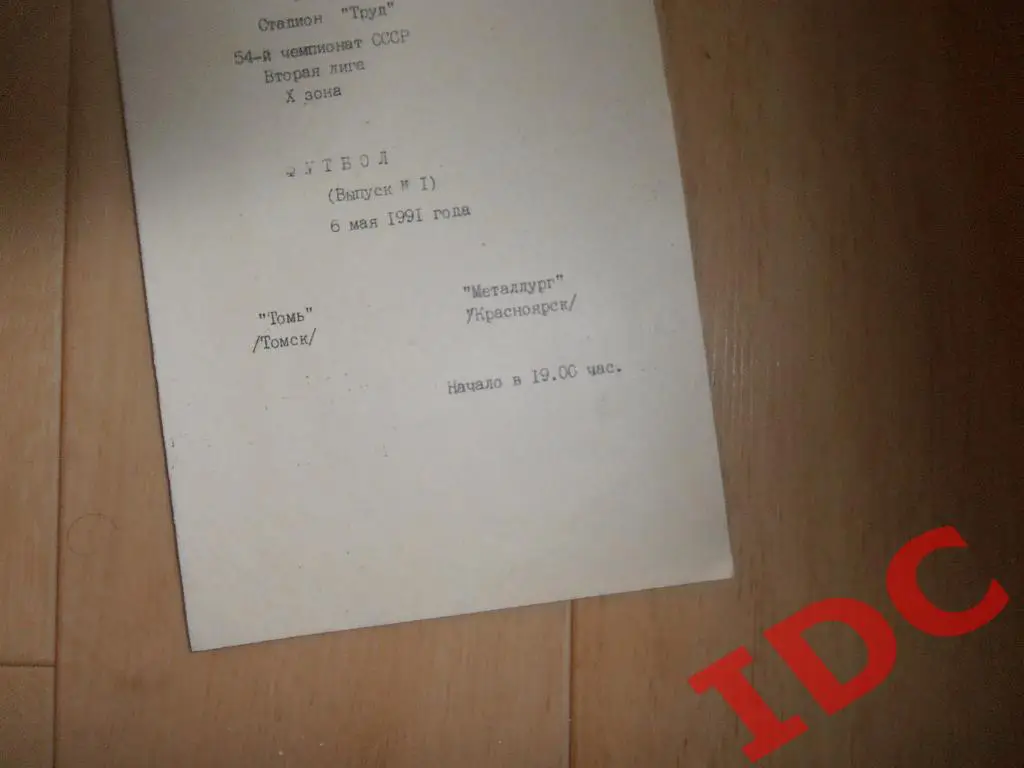 Стадион "Труд"
54-й чемпионат СССР
Вторая лига
X зона
ФУТБОЛ
(Выпуск № I)
6 мая 1991 года
"Томь" "Металлург"
/Томск/ /Красноярск/
Начало в 19.00 час.
IDC